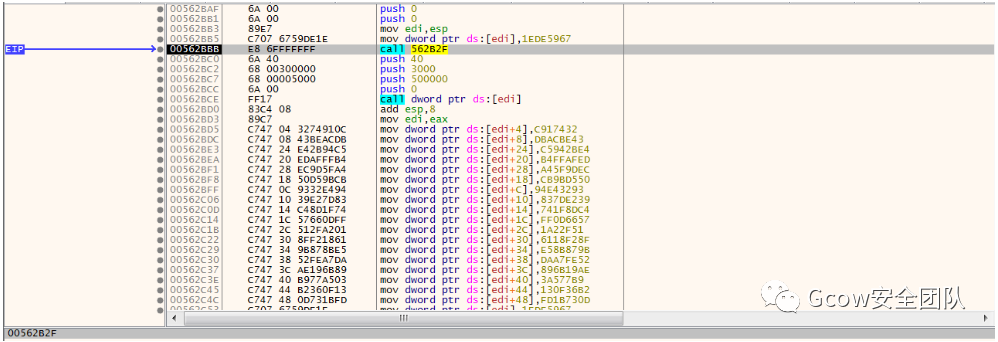 00562BAF 6A 00 push 0
00562BB1 6A 00 push 0
00562BB3 89E7 mov edi,esp
00562BB5 C707 6759DE1E mov dword ptr ds:[edi],1EDE5967
EIP 00562BBB E8 6FFFFFFF call 562B2F
00562BC0 6A 40 push 40
00562BC2 68 00300000 push 3000
00562BC7 68 00005000 push 500000
00562BCC 6A 00 push 0
00562BCE FF17 call dword ptr ds:[edi]
00562BD0 83C4 08 add esp,8
00562BD3 89C7 mov edi,eax
00562BD5 C747 04 3274910C mov dword ptr ds:[edi+4],C917432
00562BDC C747 08 43BEACDB mov dword ptr ds:[edi+8],DBACBE43
00562BE3 C747 24 E42B94C5 mov dword ptr ds:[edi+24],C5942BE4
00562BEA C747 20 EDAFFFB4 mov dword ptr ds:[edi+20],B4FFAFED
00562BF1 C747 28 EC9D5FA4 mov dword ptr ds:[edi+28],A45F9DEC
00562BF8 C747 18 50D59BCB mov dword ptr ds:[edi+18],CB9BD550
00562BFF C747 0C 9332E494 mov dword ptr ds:[edi+C],94E43293
00562C06 C747 10 39E27D83 mov dword ptr ds:[edi+10],837DE239
00562C0D C747 14 C48D1F74 mov dword ptr ds:[edi+14],741F8DC4
00562C14 C747 1C 57660DFF mov dword ptr ds:[edi+1C],FF0D6657
00562C1B C747 2C 512FA201 mov dword ptr ds:[edi+2C],1A22F51
00562C22 C747 30 8FF21861 mov dword ptr ds:[edi+30],6118F28F
00562C29 C747 34 9B878BE5 mov dword ptr ds:[edi+34],E58B879B
00562C30 C747 38 52FEA7DA mov dword ptr ds:[edi+38],DAA7FE52
00562C37 C747 3C AE196B89 mov dword ptr ds:[edi+3C],896B19AE
00562C3E C747 40 B977A503 mov dword ptr ds:[edi+40],3A577B9
00562C45 C747 44 B2360F13 mov dword ptr ds:[edi+44],130F36B2
00562C4C C747 48 0D731BFD mov dword ptr ds:[edi+48],FD1B730D
C707 6759DE1E mov dword ptr ds:[edi],1EDE5967
Gcow安全团队
00562B2F